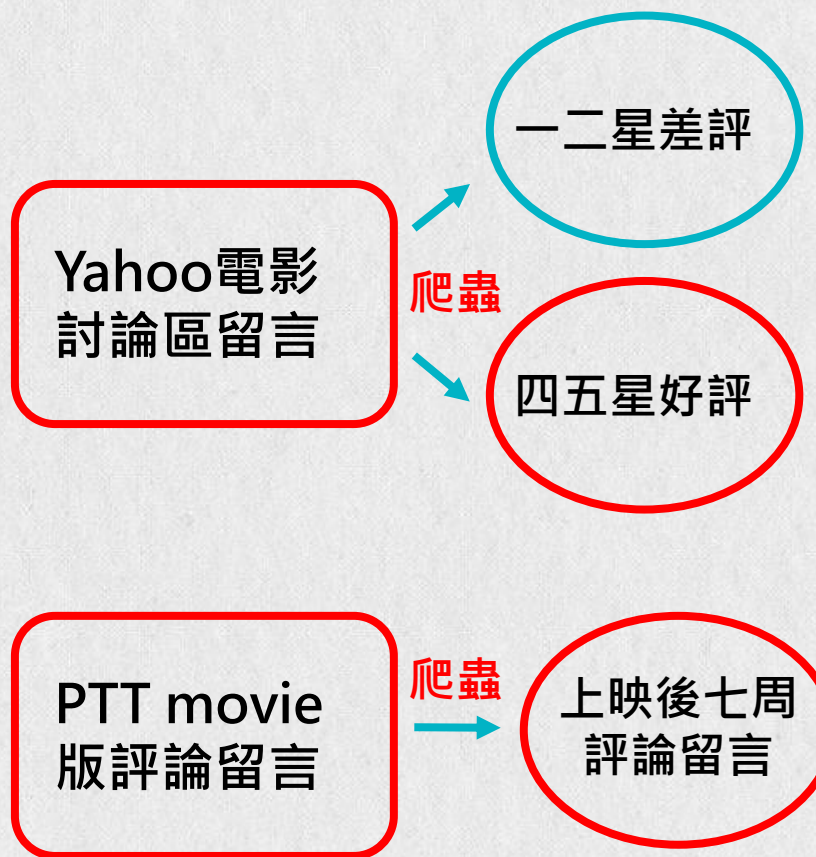 一二星差評
Yahoo電影
討論區留言
爬蟲
四五星好評
PTT movie
版評論留言
爬蟲
上映後七周
評論留言